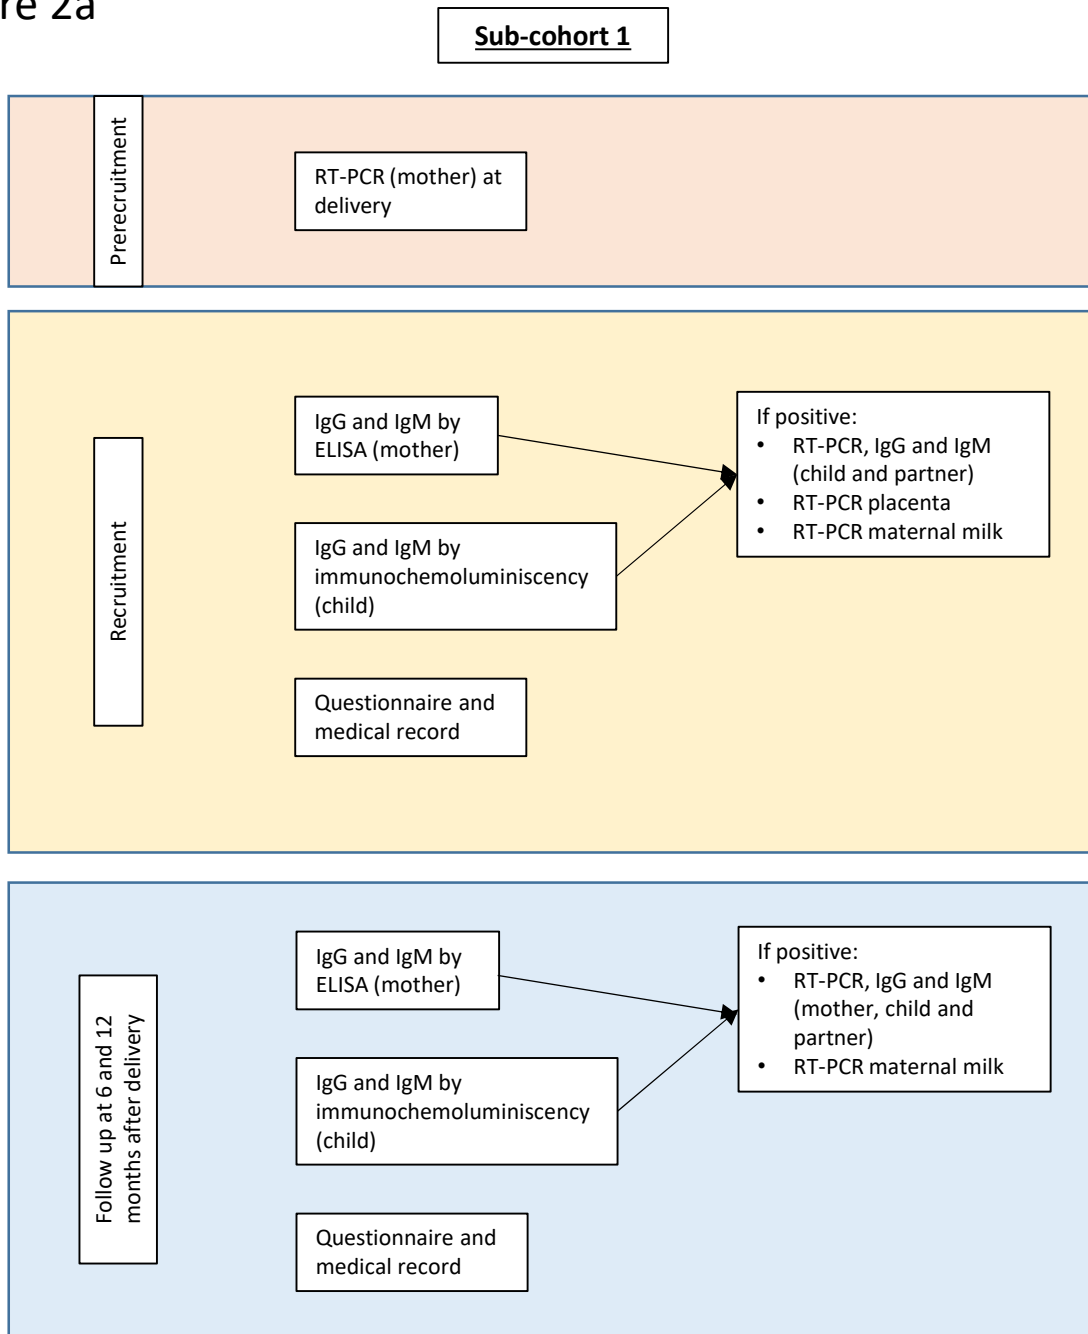 2a
Sub-cohort 1
Prerecruitment
RT-PCR (mother) at
delivery
Recruitment
IgG and IgM by
ELISA (mother)
IgG and IgM by
immunochemoluminiscency
(child)
Questionnaire and
medical record
If positive:
• RT-PCR, IgG and IgM
(child and partner)
• RT-PCR placenta
• RT-PCR maternal milk
Follow up at 6 and 12
months after delivery
IgG and IgM by
ELISA (mother)
IgG and IgM by
immunochemoluminiscency
(child)
Questionnaire and
medical record
If positive:
• RT-PCR, IgG and IgM
(mother, child and
partner)
• RT-PCR maternal milk